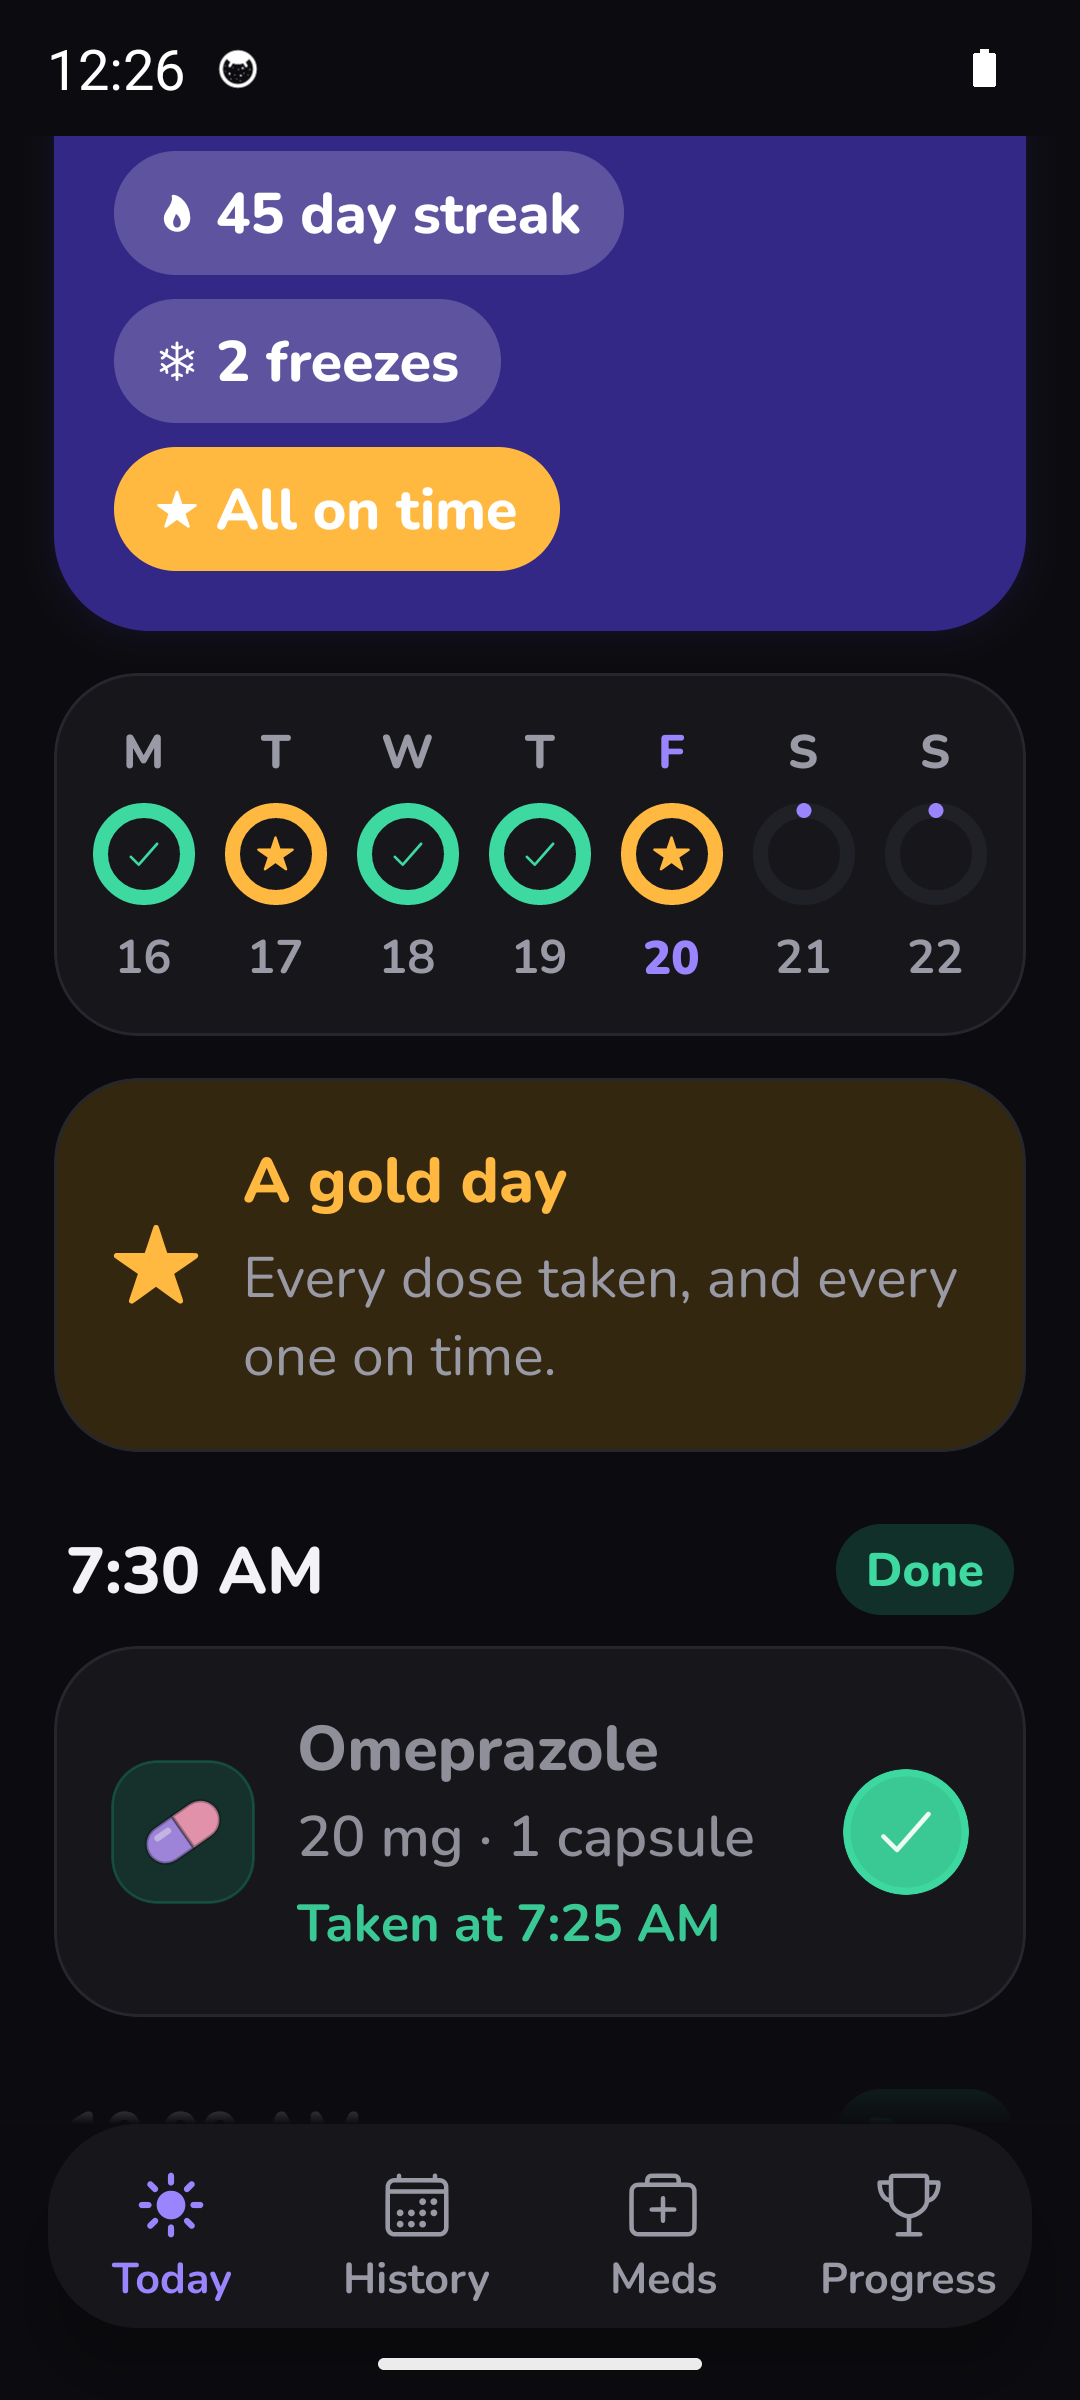 12:26
45 day streak
2 freezes
All on time
M T W T F S S
16 17 18 19 20 21 22
A gold day
Every dose taken, and every
one on time.
7:30 AM
Done
Omeprazole
20 mg · 1 capsule
Taken at 7:25 AM
Today
History
Meds
Progress